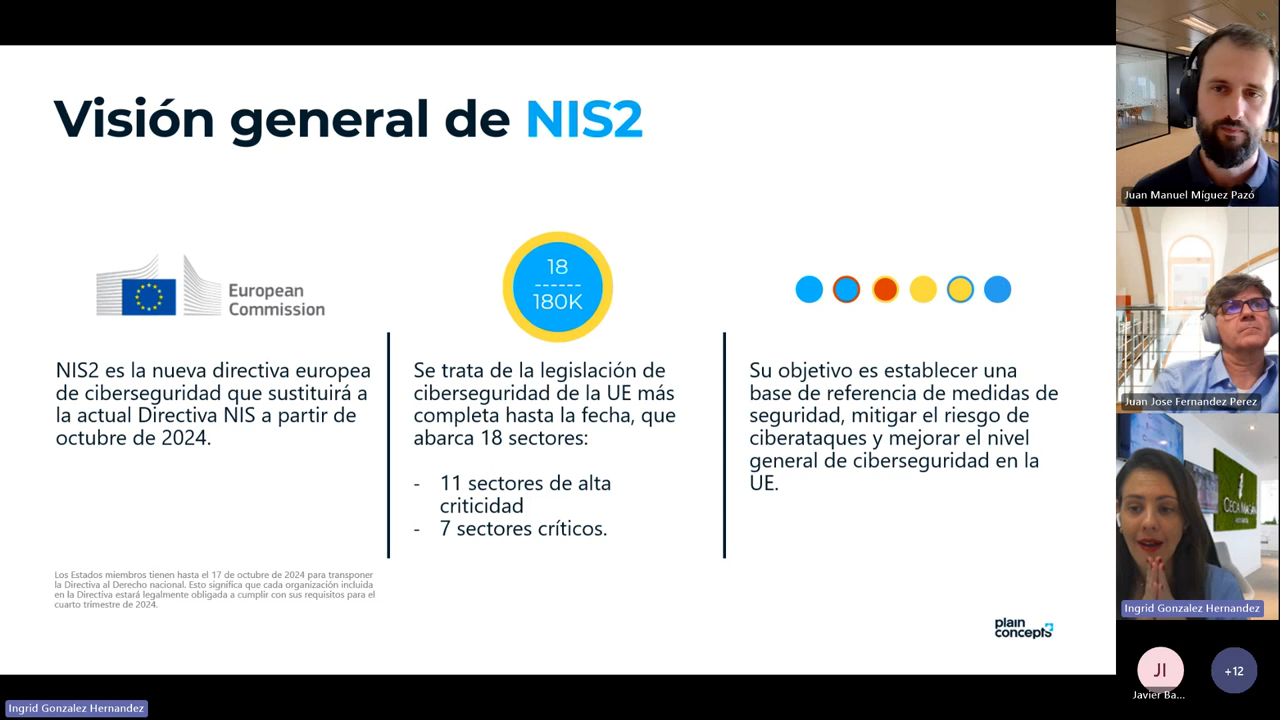 Visión general de NIS2
European
Commission
18
180K
NIS2 es la nueva directiva europea
de ciberseguridad que sustituirá a
la actual Directiva NIS a partir de
octubre de 2024.
Se trata de la legislación de
ciberseguridad de la UE más
completa hasta la fecha, que
abarca 18 sectores:
- 11 sectores de alta
criticidad
- 7 sectores críticos.
Su objetivo es establecer una
base de referencia de medidas de
seguridad, mitigar el riesgo de
ciberataques y mejorar el nivel
general de ciberseguridad en la
UE.
Los Estados miembros tienen hasta el 17 de octubre de 2024 para transponer
la Directiva al Derecho nacional. Esto significa que cada organización incluida
en la Directiva estará legalmente obligada a cumplir con sus requisitos para el
cuarto trimestre de 2024.
plain
concepts
Juan Manuel Míguez Pazó
Juan Jose Fernandez Perez
CECA MAGÁN
Ingrid Gonzalez Hernandez
JI
Javier Ba...
+12
Ingrid Gonzalez Hernandez